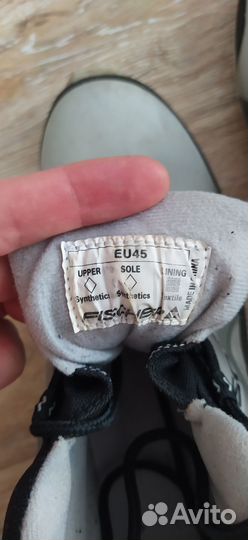 EU45
UPPER SOLE LINING
Synthetics Synthetics Textile
MADE IN CHINA
FISCHER
Avito